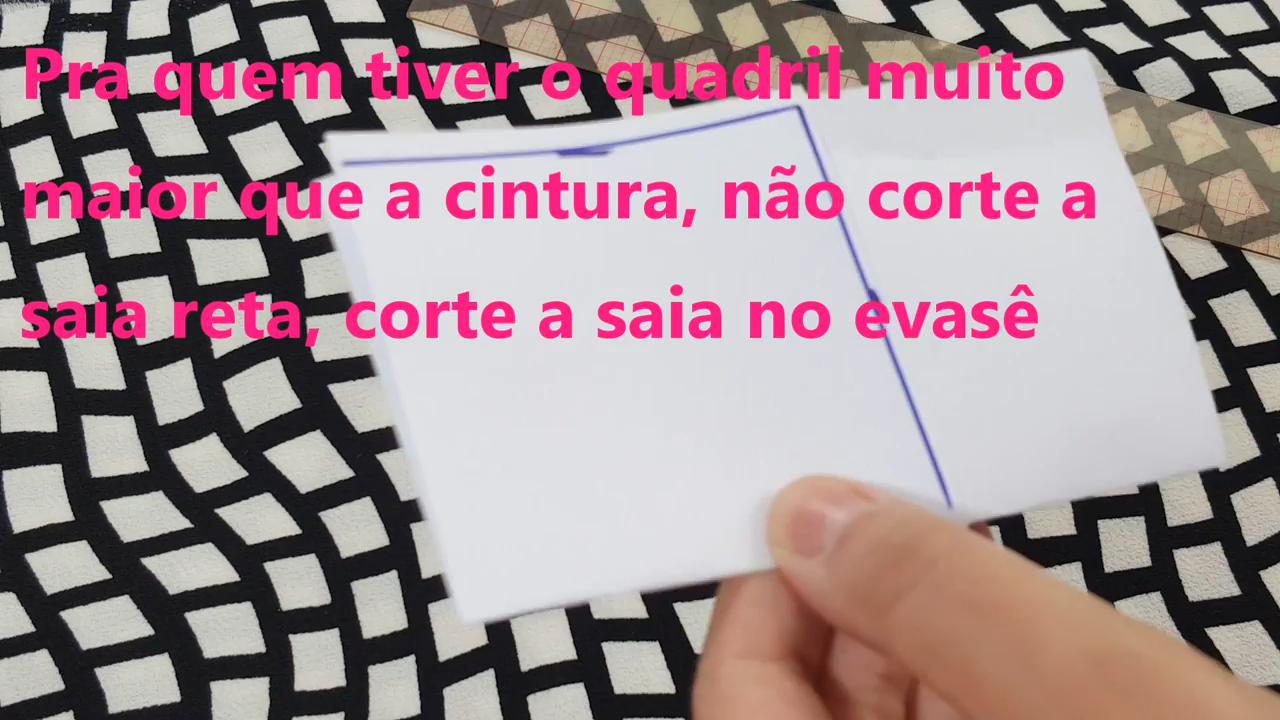 Pra quem tiver o quadril muito
maior que a cintura, não corte a
saia reta, corte a saia no evasê